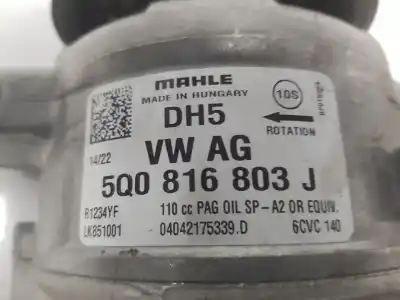 MAHLE
MADE IN HUNGARY
10S
DH5
ROTATION
14/22
VW AG
5Q0 816 803 J
R1234YF
110 cc PAG OIL SP-A2 OR EQUIV.
LK851001
04042175339.D
6CVC 140